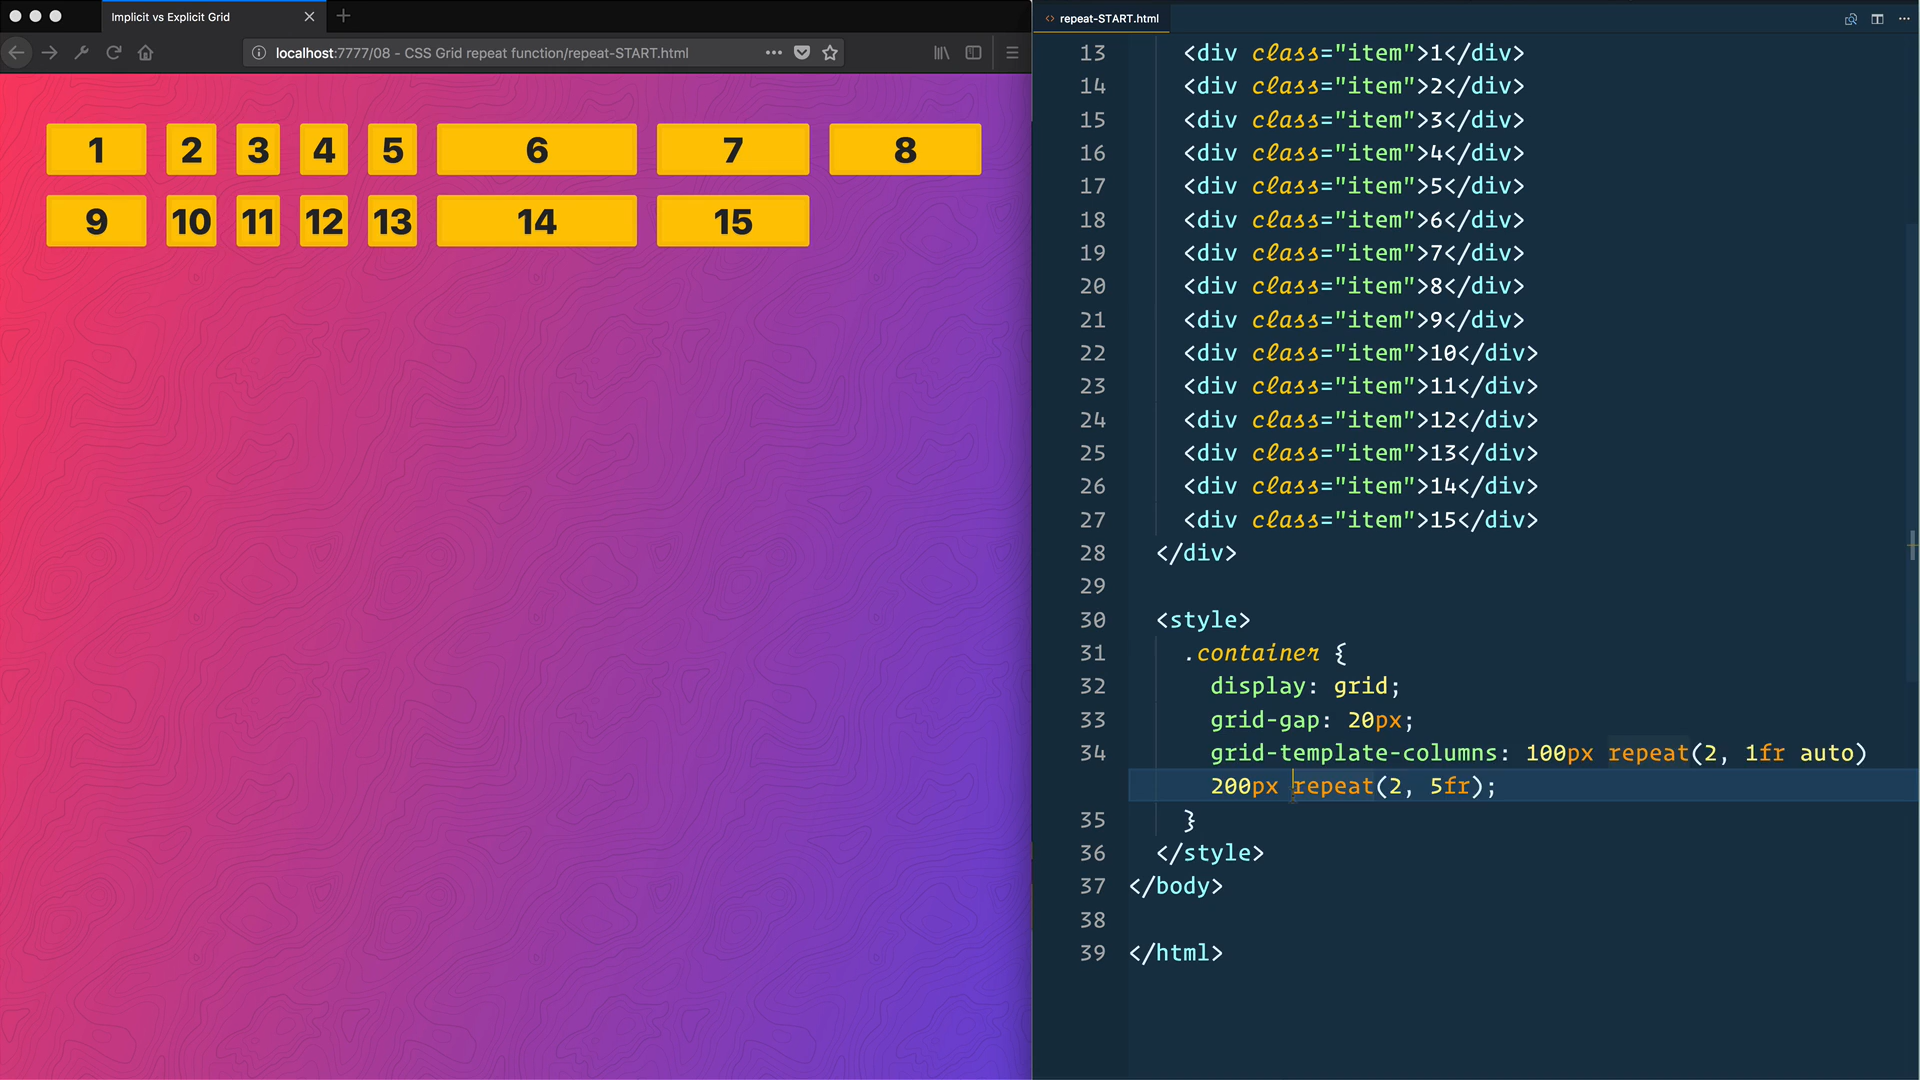 Implicit vs Explicit Grid
localhost:7777/08 - CSS Grid repeat function/repeat-START.html
1 2 3 4 5 6 7 8
9 10 11 12 13 14 15
<> repeat-START.html
13 <div class="item">1</div>
14 <div class="item">2</div>
15 <div class="item">3</div>
16 <div class="item">4</div>
17 <div class="item">5</div>
18 <div class="item">6</div>
19 <div class="item">7</div>
20 <div class="item">8</div>
21 <div class="item">9</div>
22 <div class="item">10</div>
23 <div class="item">11</div>
24 <div class="item">12</div>
25 <div class="item">13</div>
26 <div class="item">14</div>
27 <div class="item">15</div>
28 </div>
29
30 <style>
31 .container {
32 display: grid;
33 grid-gap: 20px;
34 grid-template-columns: 100px repeat(2, 1fr auto)
200px repeat(2, 5fr);
35 }
36 </style>
37 </body>
38
39 </html>